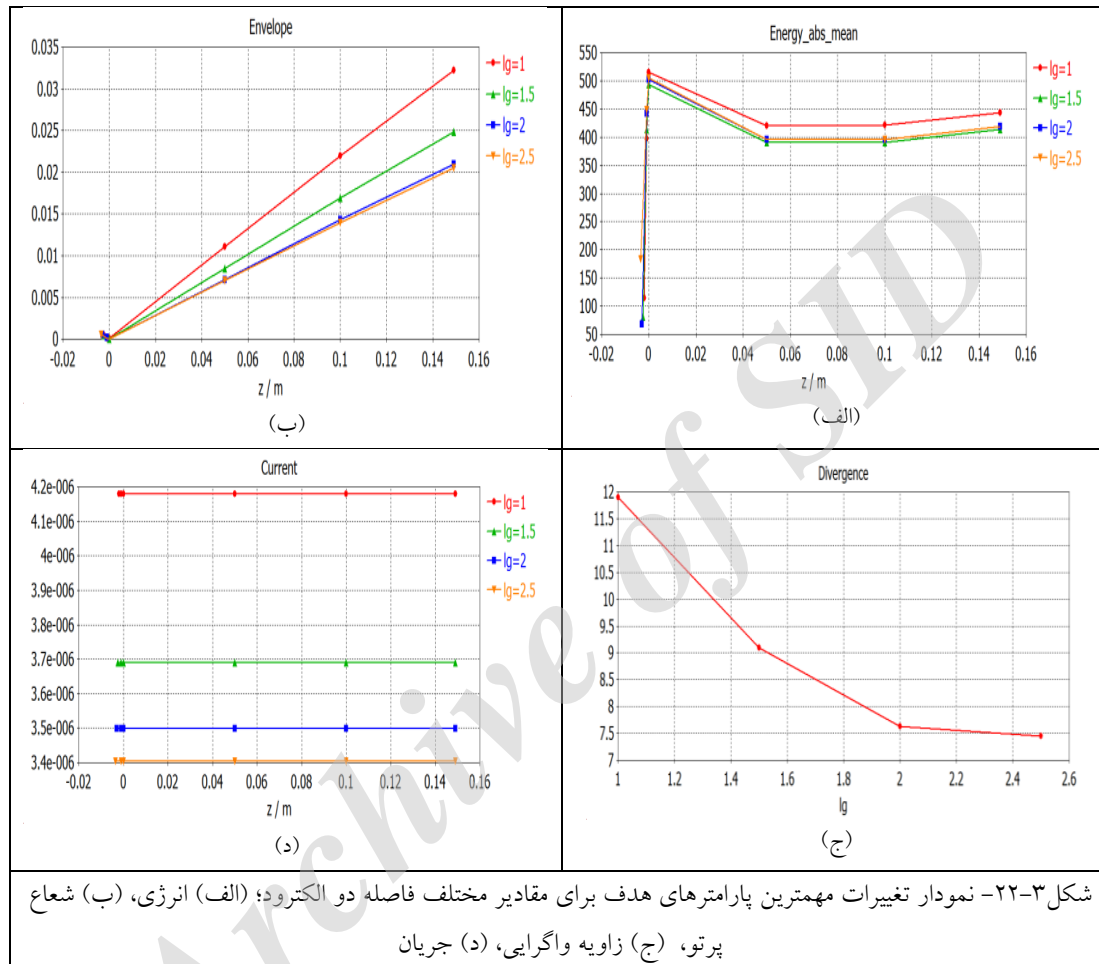 Envelope
0.035
0.03
0.025
0.02
0.015
0.01
0.005
0
-0.02 0 0.02 0.04 0.06 0.08 0.1 0.12 0.14 0.16
z / m
lg=1
lg=1.5
lg=2
lg=2.5
(ب)
Energy_abs_mean
550
500
450
400
350
300
250
200
150
100
50
-0.02 0 0.02 0.04 0.06 0.08 0.10 0.12 0.14 0.16
z / m
lg=1
lg=1.5
lg=2
lg=2.5
(الف)
Current
4.2e-006
4.1e-006
4e-006
3.9e-006
3.8e-006
3.7e-006
3.6e-006
3.5e-006
3.4e-006
-0.02 0 0.02 0.04 0.06 0.08 0.1 0.12 0.14 0.16
z / m
lg=1
lg=1.5
lg=2
lg=2.5
(د)
Divergence
12
11.5
11
10.5
10
9.5
9
8.5
8
7.5
7
1 1.2 1.4 1.6 1.8 2 2.2 2.4 2.6
lg
(ج)
شکل۳-۲۲- نمودار تغییرات مهمترین پارامترهای هدف برای مقادیر مختلف فاصله دو الکترود؛ (الف) انرژی، (ب) شعاع
پرتو، (ج) زاویه واگرایی، (د) جریان
Archive of SID